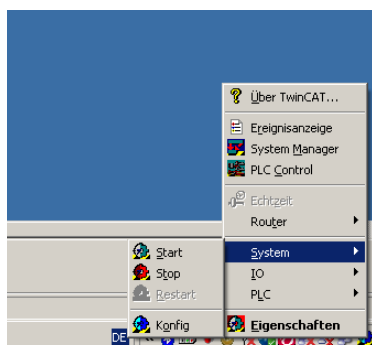 Über TwinCAT...
Ereignisanzeige
System Manager
PLC Control
Echtzeit
Router
System
IO
PLC
Eigenschaften
Start
Stop
Restart
Konfig
DE